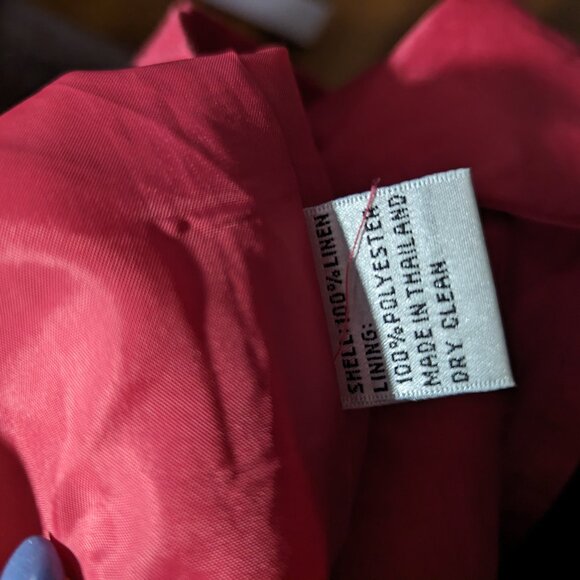 SHELL: 100% LINEN
LINING:
100% POLYESTER
MADE IN THAILAND
DRY CLEAN